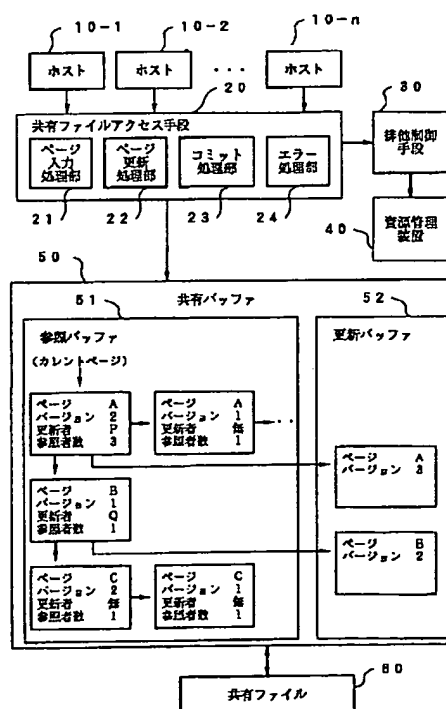 10-1 10-2 10-n
ホスト ホスト ・・・ ホスト
20 30
共有ファイルアクセス手段
ページ入力処理部 ページ更新処理部 コミット処理部 エラー処理部
排他制御手段
21 22 23 24
40 資源管理装置
50
共有バッファ
51 52
参照バッファ 更新バッファ
(カレントページ)
ページ A ページ A
バージョン 2 バージョン 1
更新者 P 更新者 無
参照者数 3 参照者数 1
・・
ページ A
バージョン 3
ページ B
バージョン 1
更新者 Q
参照者数 1
ページ B
バージョン 2
ページ C ページ C
バージョン 2 バージョン 1
更新者 無 更新者 無
参照者数 1 参照者数 1
60
共有ファイル